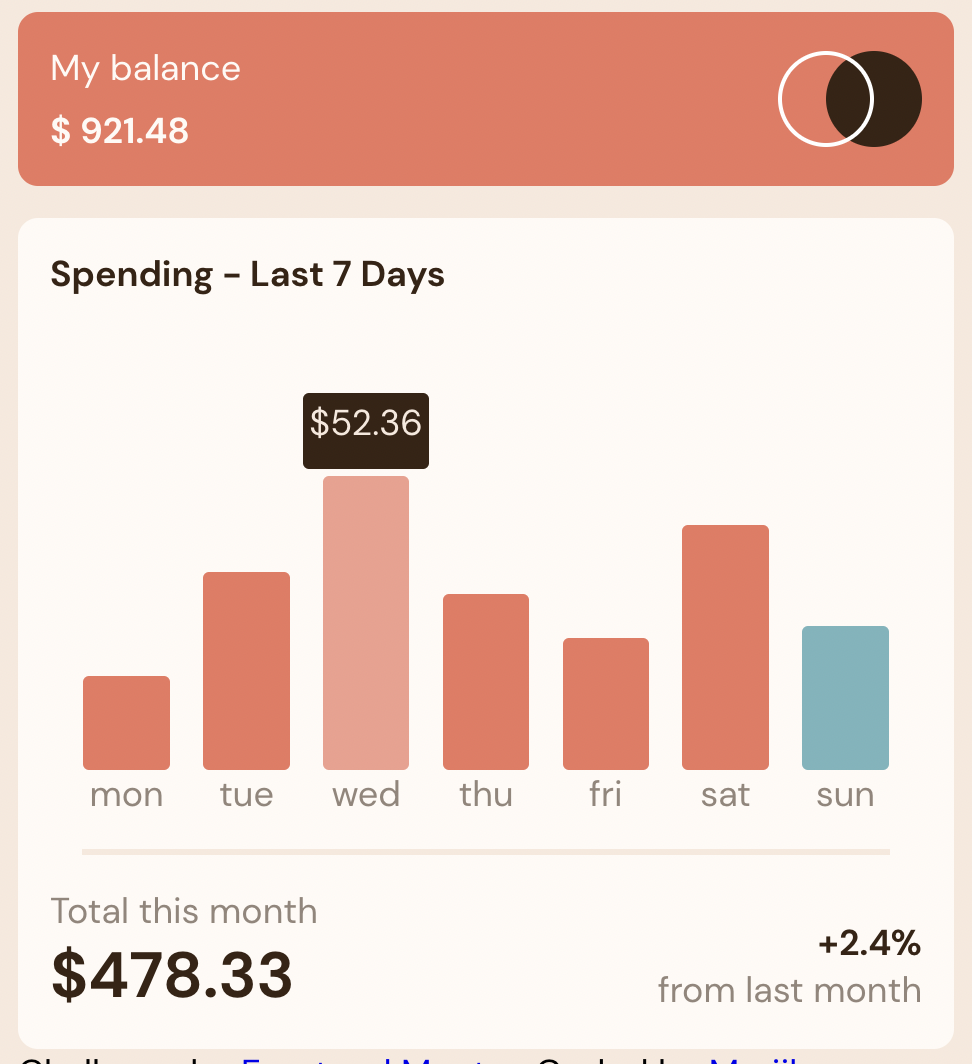 My balance
$ 921.48
Spending - Last 7 Days
$52.36
mon tue wed thu fri sat sun
Total this month
$478.33
+2.4%
from last month